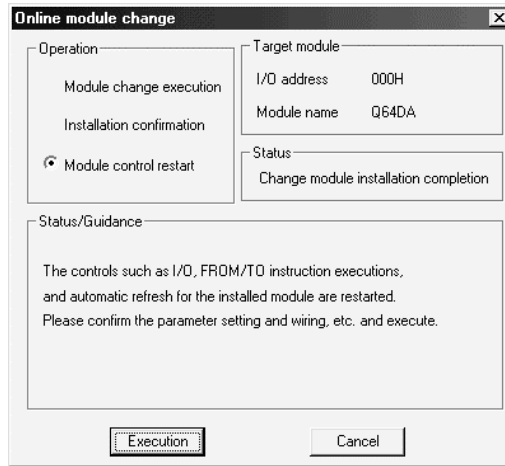 Online module change
Operation
Module change execution
Installation confirmation
Module control restart
Target module
I/O address 000H
Module name Q64DA
Status
Change module installation completion
Status/Guidance
The controls such as I/O, FROM/TO instruction executions,
and automatic refresh for the installed module are restarted.
Please confirm the parameter setting and wiring, etc. and execute.
Execution Cancel